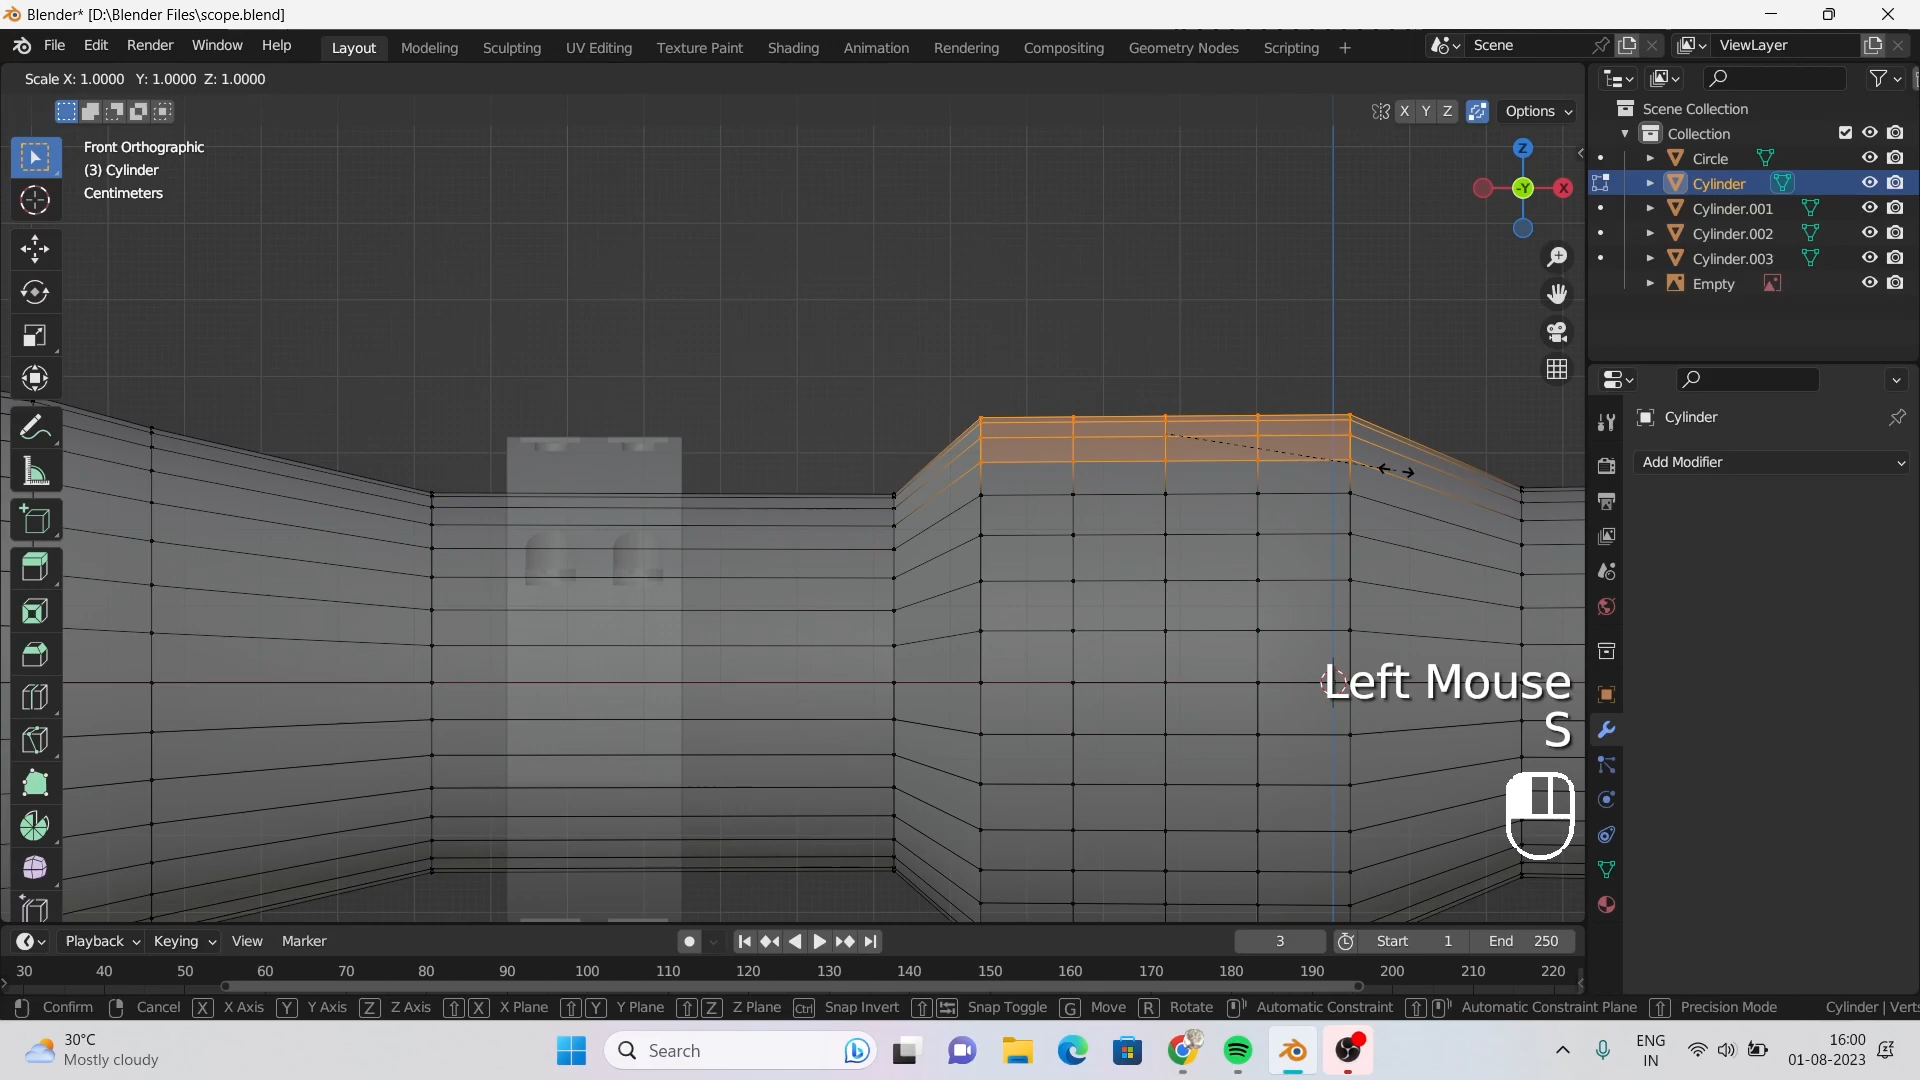 Blender* [D:\Blender Files\scope.blend]
File Edit Render Window Help
Layout Modeling Sculpting UV Editing Texture Paint Shading Animation Rendering Compositing Geometry Nodes Scripting +
Scene
ViewLayer
Scale X: 1.0000 Y: 1.0000 Z: 1.0000
X Y Z
Options
Front Orthographic
(3) Cylinder
Centimeters
Z
-Y
X
Scene Collection
Collection
Circle
Cylinder
Cylinder.001
Cylinder.002
Cylinder.003
Empty
Cylinder
Add Modifier
Left Mouse
S
Playback Keying View Marker
3
Start 1 End 250
30 40 50 60 70 80 90 100 110 120 130 140 150 160 170 180 190 200 210 220
Confirm Cancel X X Axis Y Y Axis Z Z Axis X X Plane Y Y Plane Z Z Plane Ctrl Snap Invert Snap Toggle G Move R Rotate Automatic Constraint Automatic Constraint Plane Precision Mode Cylinder | Verts
30°C
Mostly cloudy
Search
ENG
IN
16:00
01-08-2023